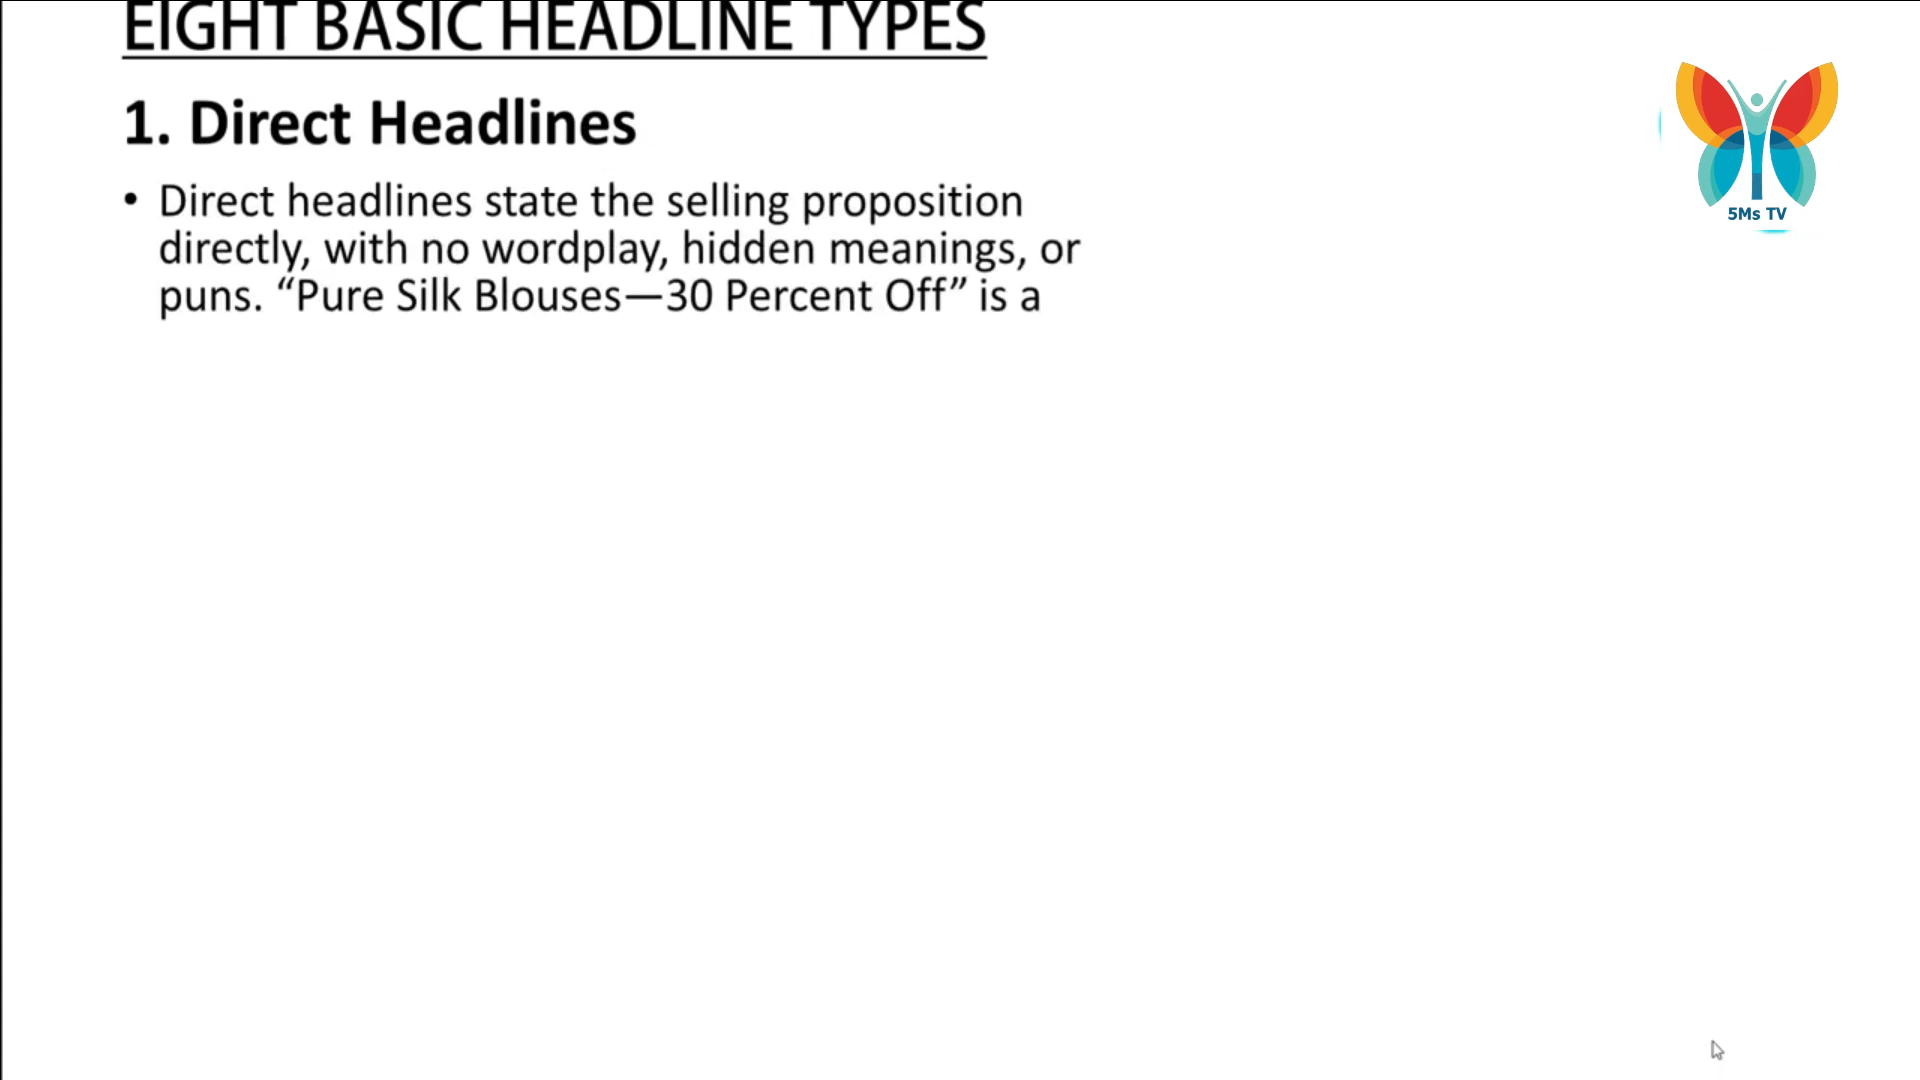 EIGHT BASIC HEADLINE TYPES
1. Direct Headlines
• Direct headlines state the selling proposition
directly, with no wordplay, hidden meanings, or
puns. “Pure Silk Blouses—30 Percent Off” is a
5Ms TV